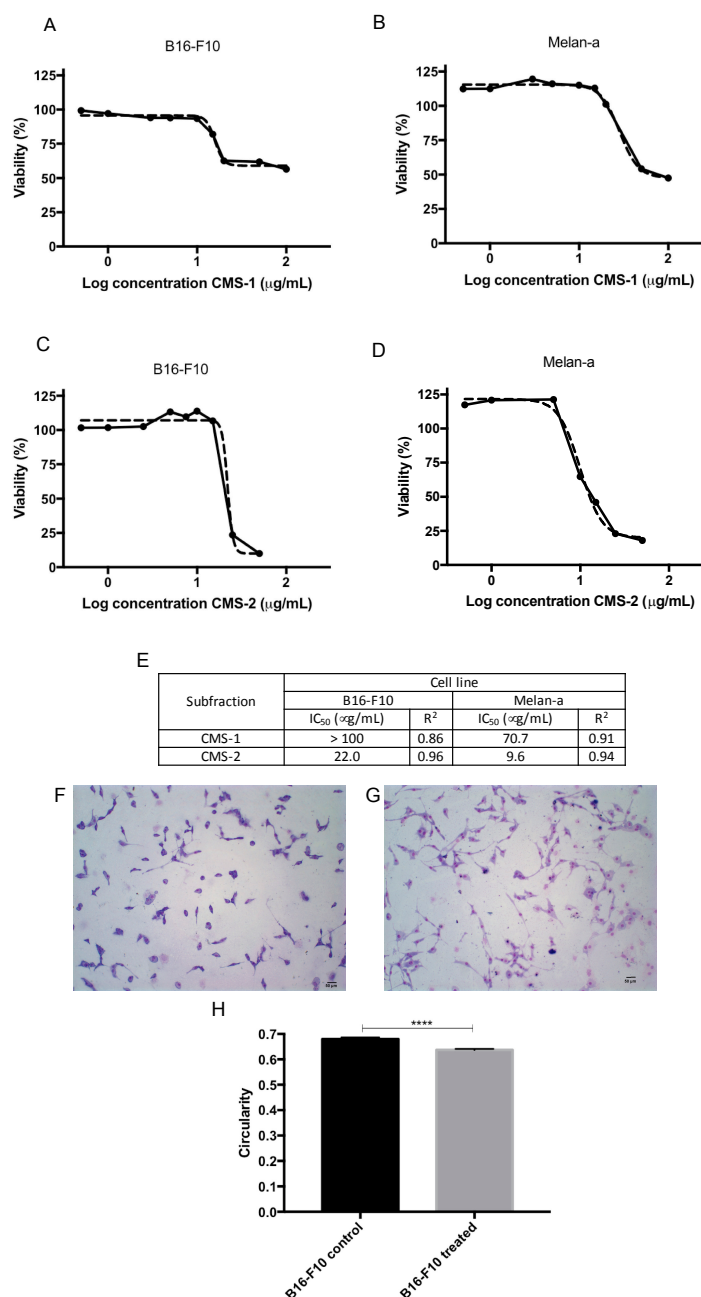 A
B16-F10
125
100
75
50
25
0
Viability (%)
0 1 2
Log concentration CMS-1 (μg/mL)
B
Melan-a
125
100
75
50
25
0
Viability (%)
0 1 2
Log concentration CMS-1 (μg/mL)
C
B16-F10
125
100
75
50
25
0
Viability (%)
0 1 2
Log concentration CMS-2 (μg/mL)
D
Melan-a
125
100
75
50
25
0
Viability (%)
0 1 2
Log concentration CMS-2 (μg/mL)
E
Subfraction
Cell line
B16-F10 Melan-a
IC₅₀ (∝g/mL) R² IC₅₀ (∝g/mL) R²
CMS-1 > 100 0.86 70.7 0.91
CMS-2 22.0 0.96 9.6 0.94
F
50 μm
G
50 μm
H
****
0.7
0.6
0.5
0.4
0.3
0.2
0.1
0.0
Circularity
B16-F10 control
B16-F10 treated